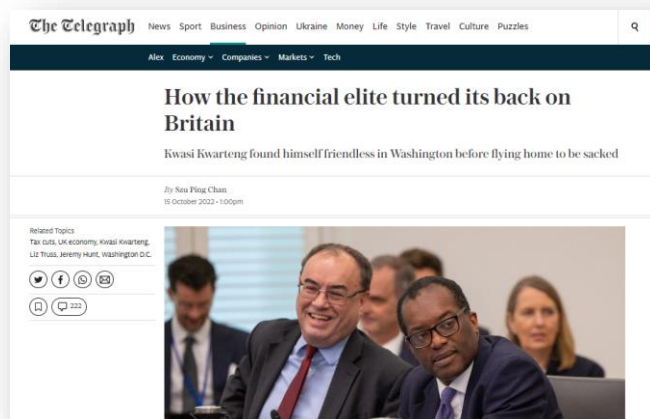 The Telegraph News Sport Business Opinion Ukraine Money Life Style Travel Culture Puzzles
Alex Economy Companies Markets Tech
How the financial elite turned its back on
Britain
Kwasi Kwarteng found himself friendless in Washington before flying home to be sacked
By Szu Ping Chan
15 October 2022 • 1:00pm
Related Topics
Tax cuts, UK economy, Kwasi Kwarteng,
Liz Truss, Jeremy Hunt, Washington D.C.
222